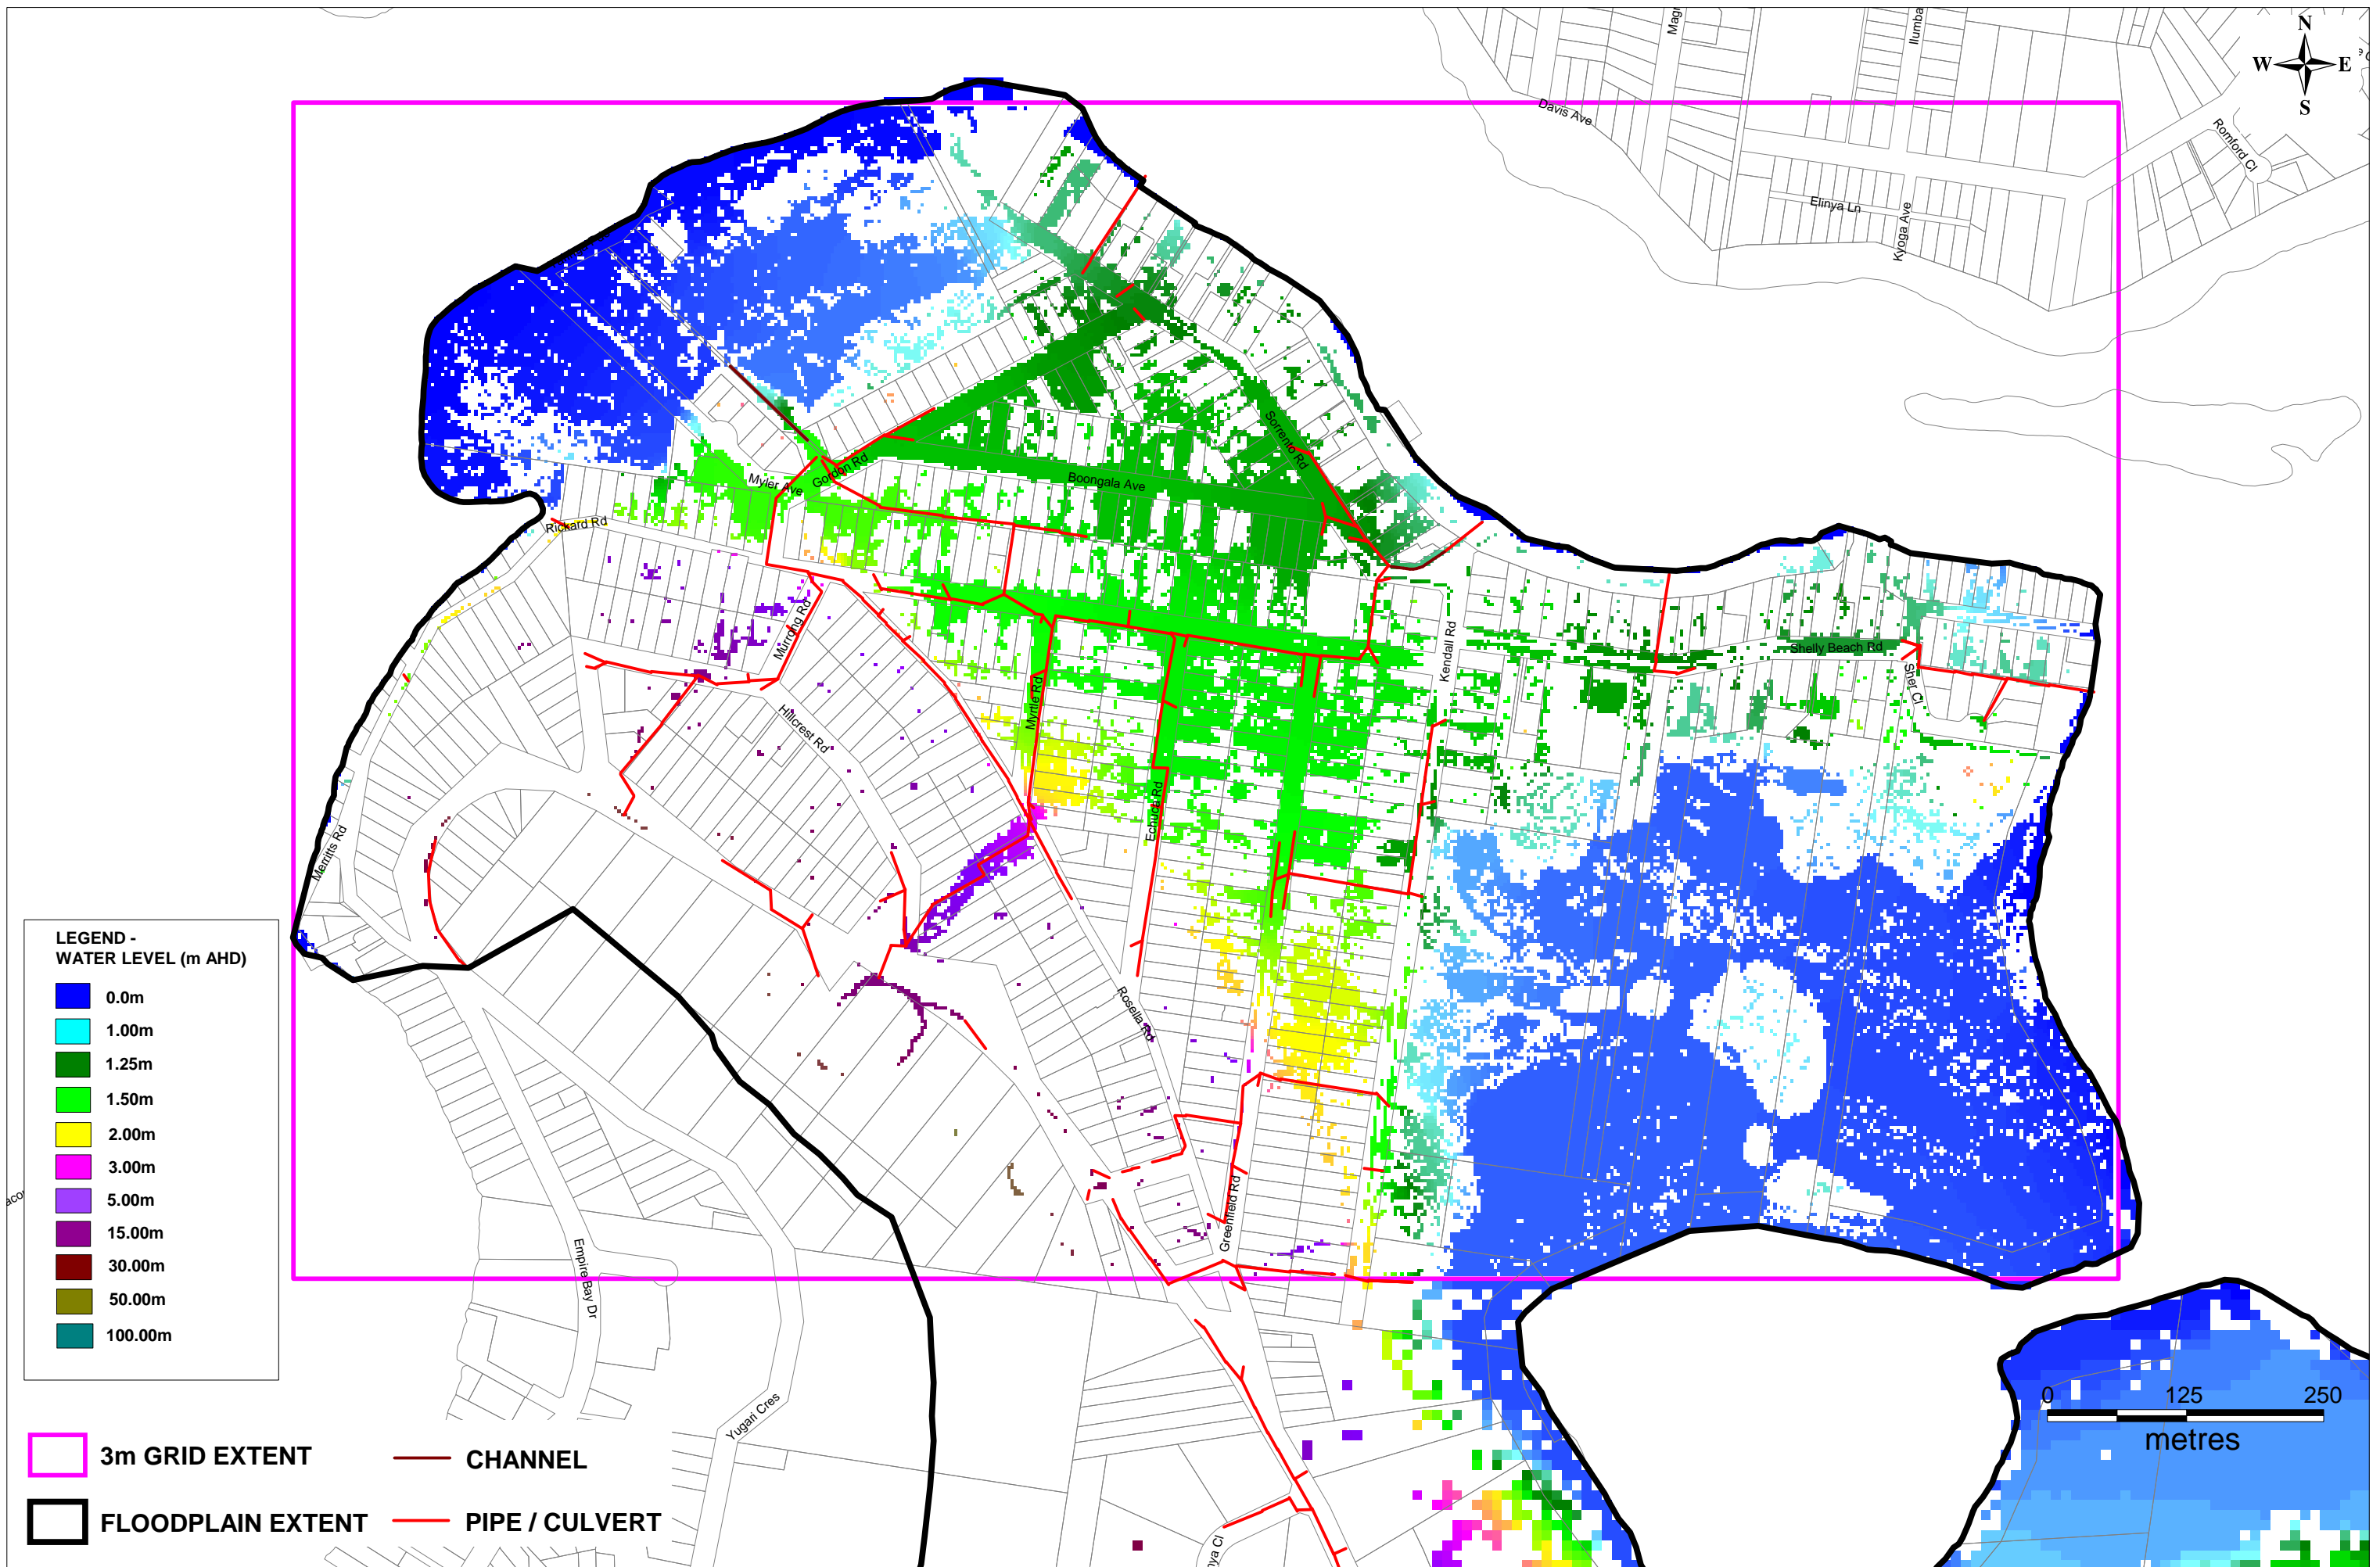 N
W E
S
Davis Ave
Romford Cl
Elinya Ln
Kyoga Ave
Sorrento Rd
Boongala Ave
Gordon Rd
Myler Ave
Rickard Rd
Murrong Rd
Kendall Rd
Shelly Beach Rd
Sher Cl
Myrtle Rd
Hillcrest Rd
Echuca Rd
Merritts Rd
Rosella Rd
Greenfield Rd
Empire Bay Dr
Yugari Cres
LEGEND -
WATER LEVEL (m AHD)
0.0m
1.00m
1.25m
1.50m
2.00m
3.00m
5.00m
15.00m
30.00m
50.00m
100.00m
0 125 250
metres
3m GRID EXTENT
CHANNEL
FLOODPLAIN EXTENT
PIPE / CULVERT